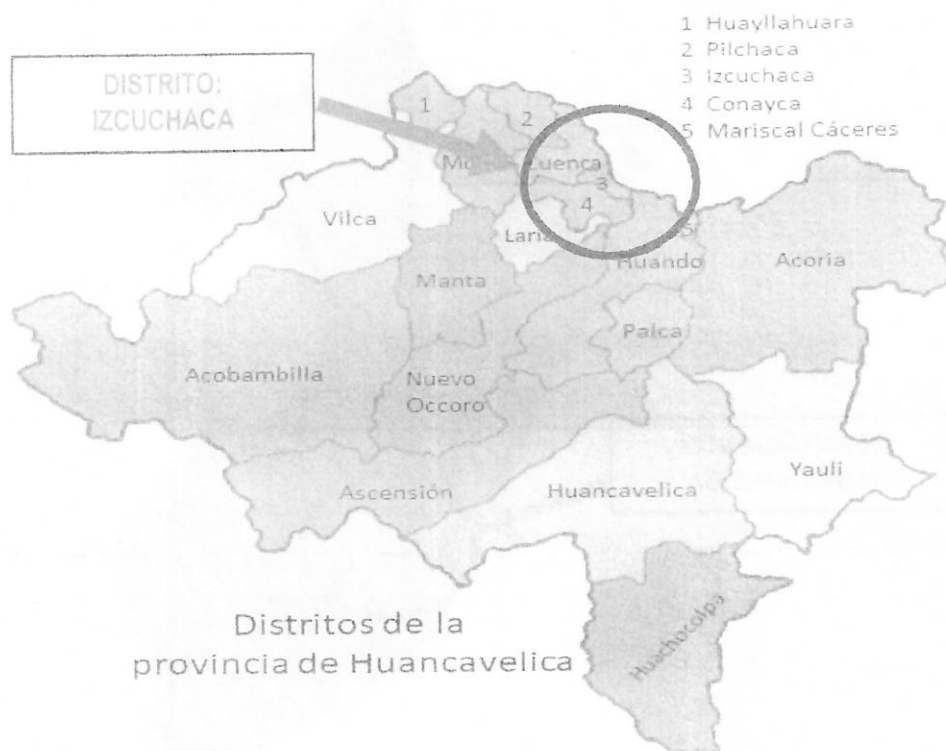 1 Huayllahuara
2 Pilchaca
3 Izcuchaca
4 Conayca
5 Mariscal Cáceres
DISTRITO:
IZCUCHACA
1
2
Cuenca
3
4
Vilca
5
Laria
Manta
Huando
Acoria
Palca
Acobambilla
Nuevo
Occoro
Yauli
Ascensión
Huancavelica
Huachocolpa
Distritos de la
provincia de Huancavelica